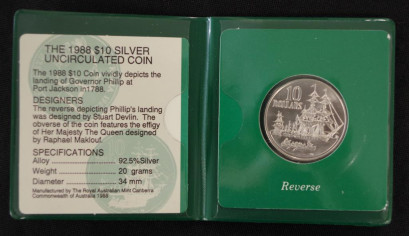 THE 1988 $10 SILVER
UNCIRCULATED COIN
The 1988 $10 Coin vividly depicts the
landing of Governor Phillip at
Port Jackson in1788.
DESIGNERS
The reverse depicting Phillip's landing
was designed by Stuart Devlin. The
obverse of the coin features the effigy
of Her Majesty The Queen designed
by Raphael Maklouf.
SPECIFICATIONS
Alloy ........... 92.5%Silver
Weight ........... 20 grams
Diameter ........... 34 mm
Manufactured by The Royal Australian Mint Canberra
Commonwealth of Australia 1988
10
DOLLARS
Reverse